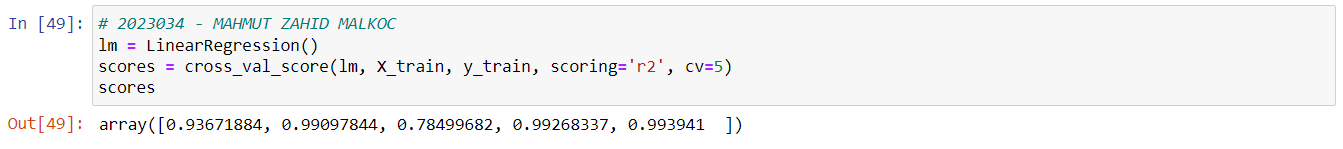 In [49]: # 2023034 - MAHMUT ZAHID MALKOC
lm = LinearRegression()
scores = cross_val_score(lm, X_train, y_train, scoring='r2', cv=5)
scores
Out[49]: array([0.93671884, 0.99097844, 0.78499682, 0.99268337, 0.993941  ])